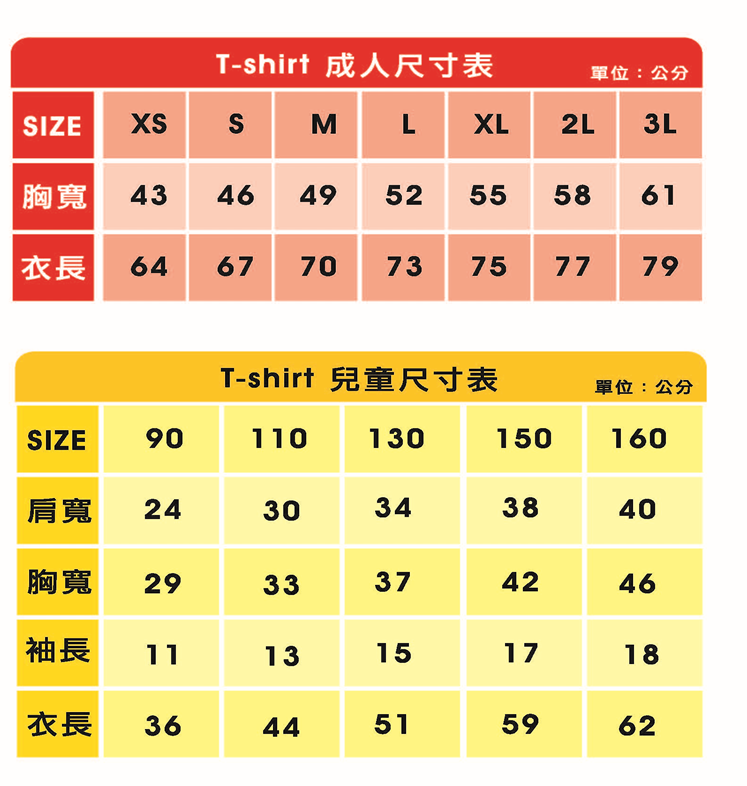 T-shirt 成人尺寸表 單位：公分
SIZE XS S M L XL 2L 3L
胸寬 43 46 49 52 55 58 61
衣長 64 67 70 73 75 77 79
T-shirt 兒童尺寸表 單位：公分
SIZE 90 110 130 150 160
肩寬 24 30 34 38 40
胸寬 29 33 37 42 46
袖長 11 13 15 17 18
衣長 36 44 51 59 62